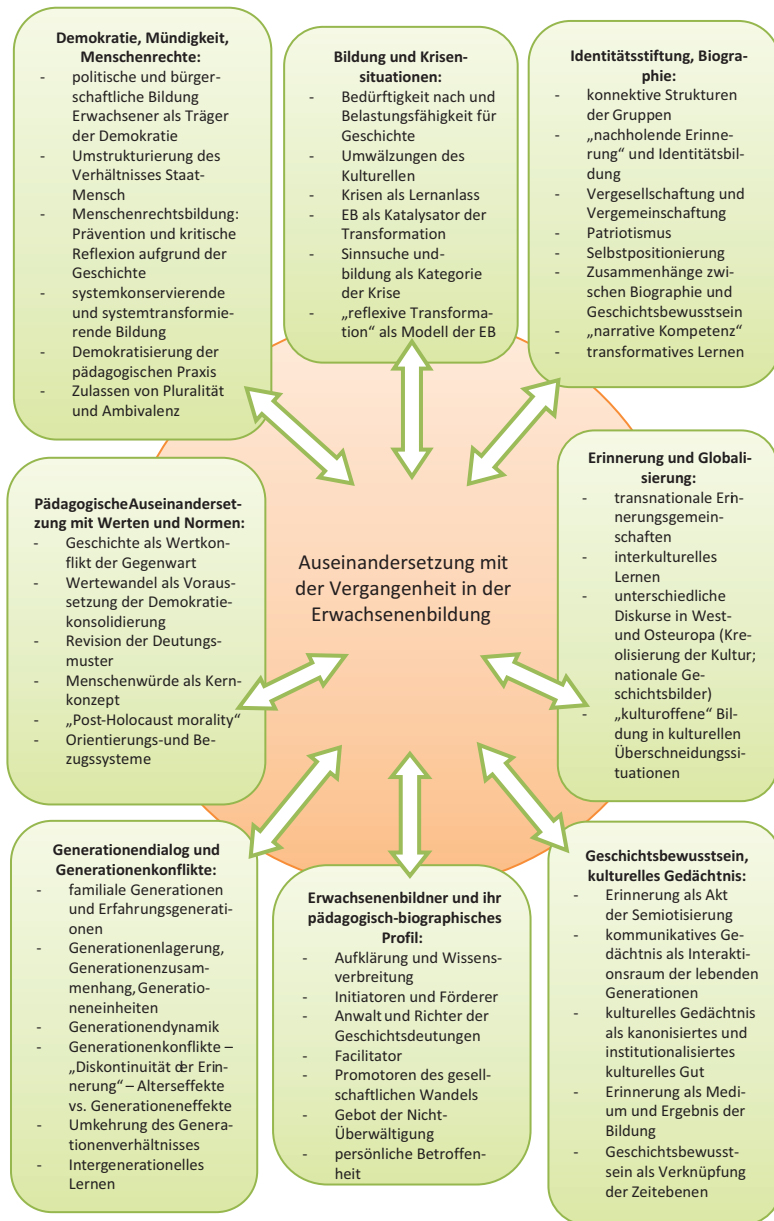 Demokratie, Mündigkeit,
Menschenrechte:
- politische und bürger-
schaftliche Bildung
Erwachsener als Träger
der Demokratie
- Umstrukturierung des
Verhältnisses Staat-
Mensch
- Menschenrechtsbildung:
Prävention und kritische
Reflexion aufgrund der
Geschichte
- systemkonservierende
und systemtransformie-
rende Bildung
- Demokratisierung der
pädagogischen Praxis
- Zulassen von Pluralität
und Ambivalenz
Bildung und Krisen-
situationen:
- Bedürftigkeit nach und
Belastungsfähigkeit für
Geschichte
- Umwälzungen des
Kulturellen
- Krisen als Lernanlass
- EB als Katalysator der
Transformation
- Sinnsuche und-
bildung als Kategorie
der Krise
- „reflexive Transforma-
tion“ als Modell der EB
Identitätsstiftung, Biogra-
phie:
- konnektive Strukturen
der Gruppen
- „nachholende Erinne-
rung“ und Identitätsbil-
dung
- Vergesellschaftung und
Vergemeinschaftung
- Patriotismus
- Selbstpositionierung
- Zusammenhänge zwi-
schen Biographie und
Geschichtsbewusstsein
- „narrative Kompetenz“
- transformatives Lernen
PädagogischeAuseinanderset-
zung mit Werten und Normen:
- Geschichte als Wertkon-
flikt der Gegenwart
- Wertewandel als Voraus-
setzung der Demokratie-
konsolidierung
- Revision der Deutungs-
muster
- Menschenwürde als Kern-
konzept
- „Post-Holocaust morality“
- Orientierungs-und Be-
zugssysteme
Auseinandersetzung mit
der Vergangenheit in der
Erwachsenenbildung
Erinnerung und Globali-
sierung:
- transnationale Erin-
nerungsgemein-
schaften
- interkulturelles
Lernen
- unterschiedliche
Diskurse in West-
und Osteuropa (Kre-
olisierung der Kultur;
nationale Ge-
schichtsbilder)
- „kulturoffene“ Bil-
dung in kulturellen
Überschneidungssi-
tuationen
Generationendialog und
Generationenkonflikte:
- familiale Generationen
und Erfahrungsgenerati-
onen
- Generationenlagerung,
Generationenzusam-
menhang,Generatio-
neneinheiten
- Generationendynamik
- Generationenkonflikte –
„Diskontinuität der Erin-
nerung“ – Alterseffekte
vs. Generationeneffekte
- Umkehrung des Genera-
tionenverhältnisses
- Intergenerationelles
Lernen
Erwachsenenbildner und ihr
pädagogisch-biographisches
Profil:
- Aufklärung und Wissens-
verbreitung
- Initiatoren und Förderer
- Anwalt und Richter der
Geschichtsdeutungen
- Facilitator
- Promotoren des gesell-
schaftlichen Wandels
- Gebot der Nicht-
Überwältigung
- persönliche Betroffen-
heit
Geschichtsbewusstsein,
kulturelles Gedächtnis:
- Erinnerung als Akt
der Semiotisierung
- kommunikatives Ge-
dächtnis als Interakti-
onsraum der lebenden
Generationen
- kulturelles Gedächtnis
als kanonisiertes und
institutionalisiertes
kulturelles Gut
- Erinnerung als Medi-
um und Ergebnis der
Bildung
- Geschichtsbewusst-
sein als Verknüpfung
der Zeitebenen